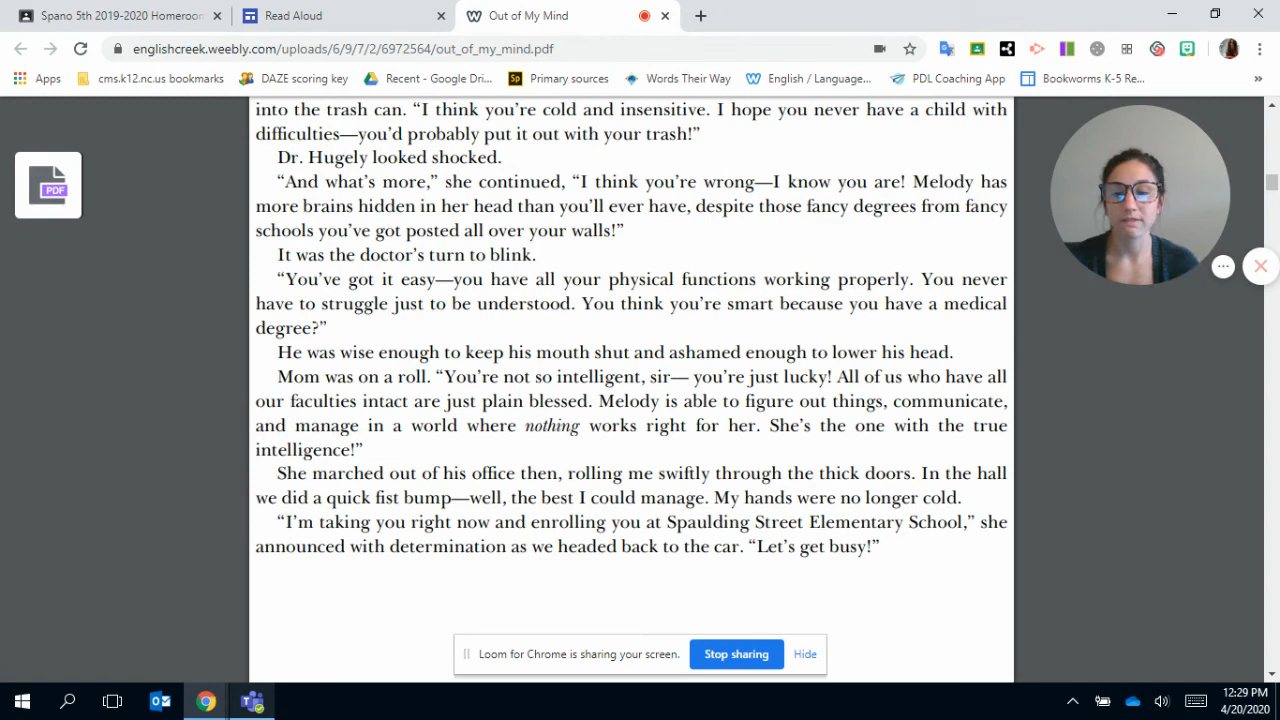 Spano 5th 2019-2020 Homeroom
Read Aloud
Out of My Mind
englishcreek.weebly.com/uploads/6/9/7/2/6972564/out_of_my_mind.pdf
Apps
cms.k12.nc.us bookmarks
DAZE scoring key
Recent - Google Dri...
Sp
Primary sources
Words Their Way
English / Language...
PDL Coaching App
Bookworms K-5 Re...
»
into the trash can. “I think you’re cold and insensitive. I hope you never have a child with
difficulties—you’d probably put it out with your trash!”
PDF
Dr. Hugely looked shocked.
“And what’s more,” she continued, “I think you’re wrong—I know you are! Melody has
more brains hidden in her head than you’ll ever have, despite those fancy degrees from fancy
schools you’ve got posted all over your walls!”
It was the doctor’s turn to blink.
“You’ve got it easy—you have all your physical functions working properly. You never
have to struggle just to be understood. You think you’re smart because you have a medical
degree?”
He was wise enough to keep his mouth shut and ashamed enough to lower his head.
Mom was on a roll. “You’re not so intelligent, sir— you’re just lucky! All of us who have all
our faculties intact are just plain blessed. Melody is able to figure out things, communicate,
and manage in a world where nothing works right for her. She’s the one with the true
intelligence!”
She marched out of his office then, rolling me swiftly through the thick doors. In the hall
we did a quick fist bump—well, the best I could manage. My hands were no longer cold.
“I’m taking you right now and enrolling you at Spaulding Street Elementary School,” she
announced with determination as we headed back to the car. “Let’s get busy!”
Loom for Chrome is sharing your screen.
Stop sharing
Hide
12:29 PM
4/20/2020